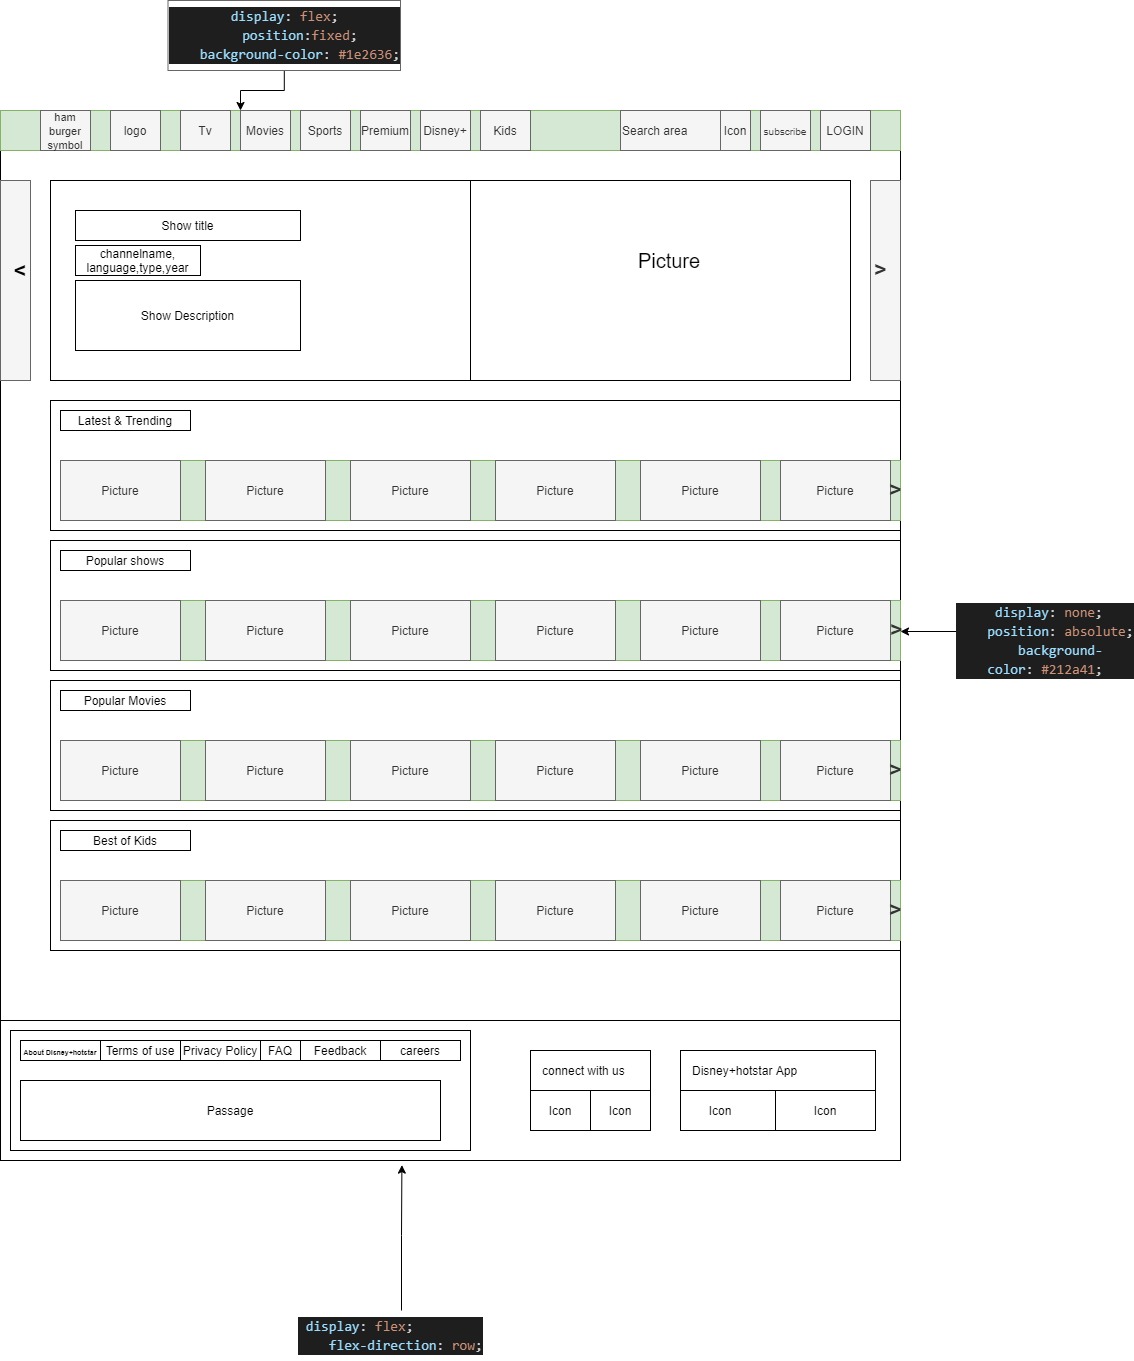 display: flex;
position:fixed;
background-color: #1e2636;
ham
burger
symbol
logo
Tv
Movies
Sports
Premium
Disney+
Kids
Search area
Icon
subscribe
LOGIN
Show title
channelname,
language,type,year
Show Description
Picture
<
>
Latest & Trending
Picture Picture Picture Picture Picture Picture >
Popular shows
Picture Picture Picture Picture Picture Picture >
display: none;
position: absolute;
background-
color: #212a41;
Popular Movies
Picture Picture Picture Picture Picture Picture >
Best of Kids
Picture Picture Picture Picture Picture Picture >
About Disney+hotstar
Terms of use
Privacy Policy
FAQ
Feedback
careers
Passage
connect with us
Icon Icon
Disney+hotstar App
Icon Icon
display: flex;
flex-direction: row;